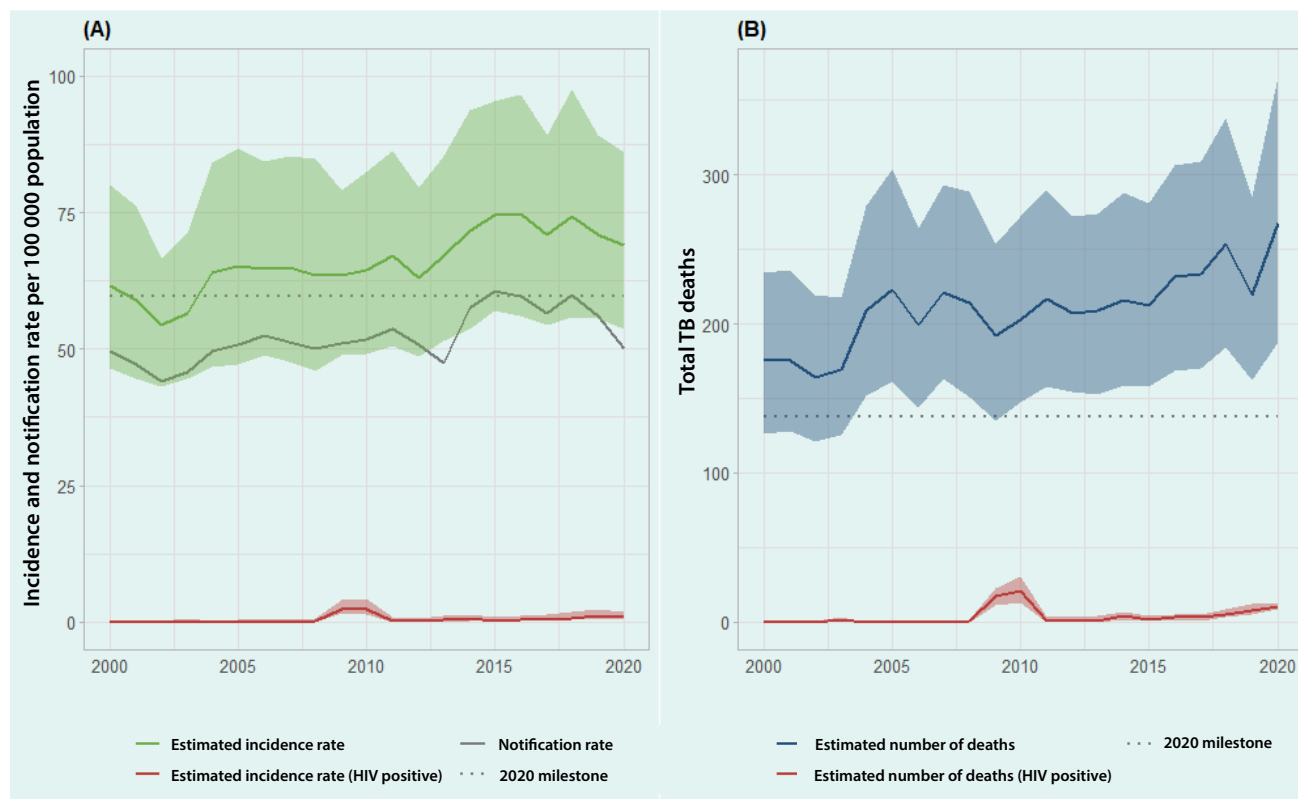 (A)
Incidence and notification rate per 100 000 population
100
75
50
25
0
2000 2005 2010 2015 2020
Estimated incidence rate
Notification rate
Estimated incidence rate (HIV positive)
2020 milestone
(B)
Total TB deaths
300
200
100
0
2000 2005 2010 2015 2020
Estimated number of deaths
2020 milestone
Estimated number of deaths (HIV positive)